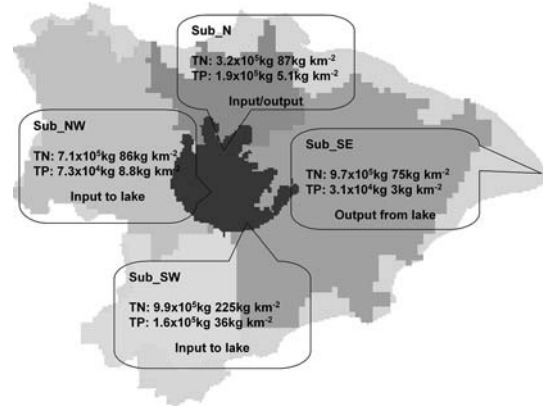 Sub_N
TN: 3.2x10⁵kg 87kg km⁻²
TP: 1.9x10⁵kg 5.1kg km⁻²
Input/output
Sub_NW
TN: 7.1x10⁵kg 86kg km⁻²
TP: 7.3x10⁴kg 8.8kg km⁻²
Input to lake
Sub_SE
TN: 9.7x10⁵kg 75kg km⁻²
TP: 3.1x10⁴kg 3kg km⁻²
Output from lake
Sub_SW
TN: 9.9x10⁵kg 225kg km⁻²
TP: 1.6x10⁵kg 36kg km⁻²
Input to lake